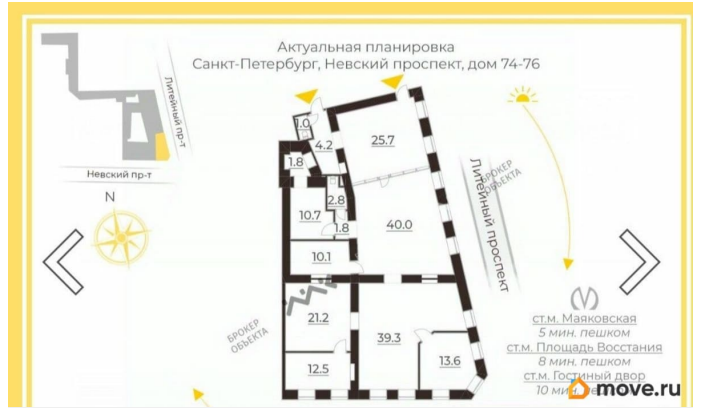 Актуальная планировка
Санкт-Петербург, Невский проспект, дом 74-76
Литейный пр-т
Невский пр-т
N
1.0
4.2
25.7
1.8
2.8
10.7
1.8
40.0
10.1
21.2
39.3
12.5
13.6
Литейный проспект
БРОКЕР
ОБЪЕКТА
БРОКЕР
ОБЪЕКТА
ст.м. Маяковская
5 мин. пешком
ст.м. Площадь Восстания
8 мин. пешком
ст.м. Гостиный двор
10 мин. пешком
move.ru